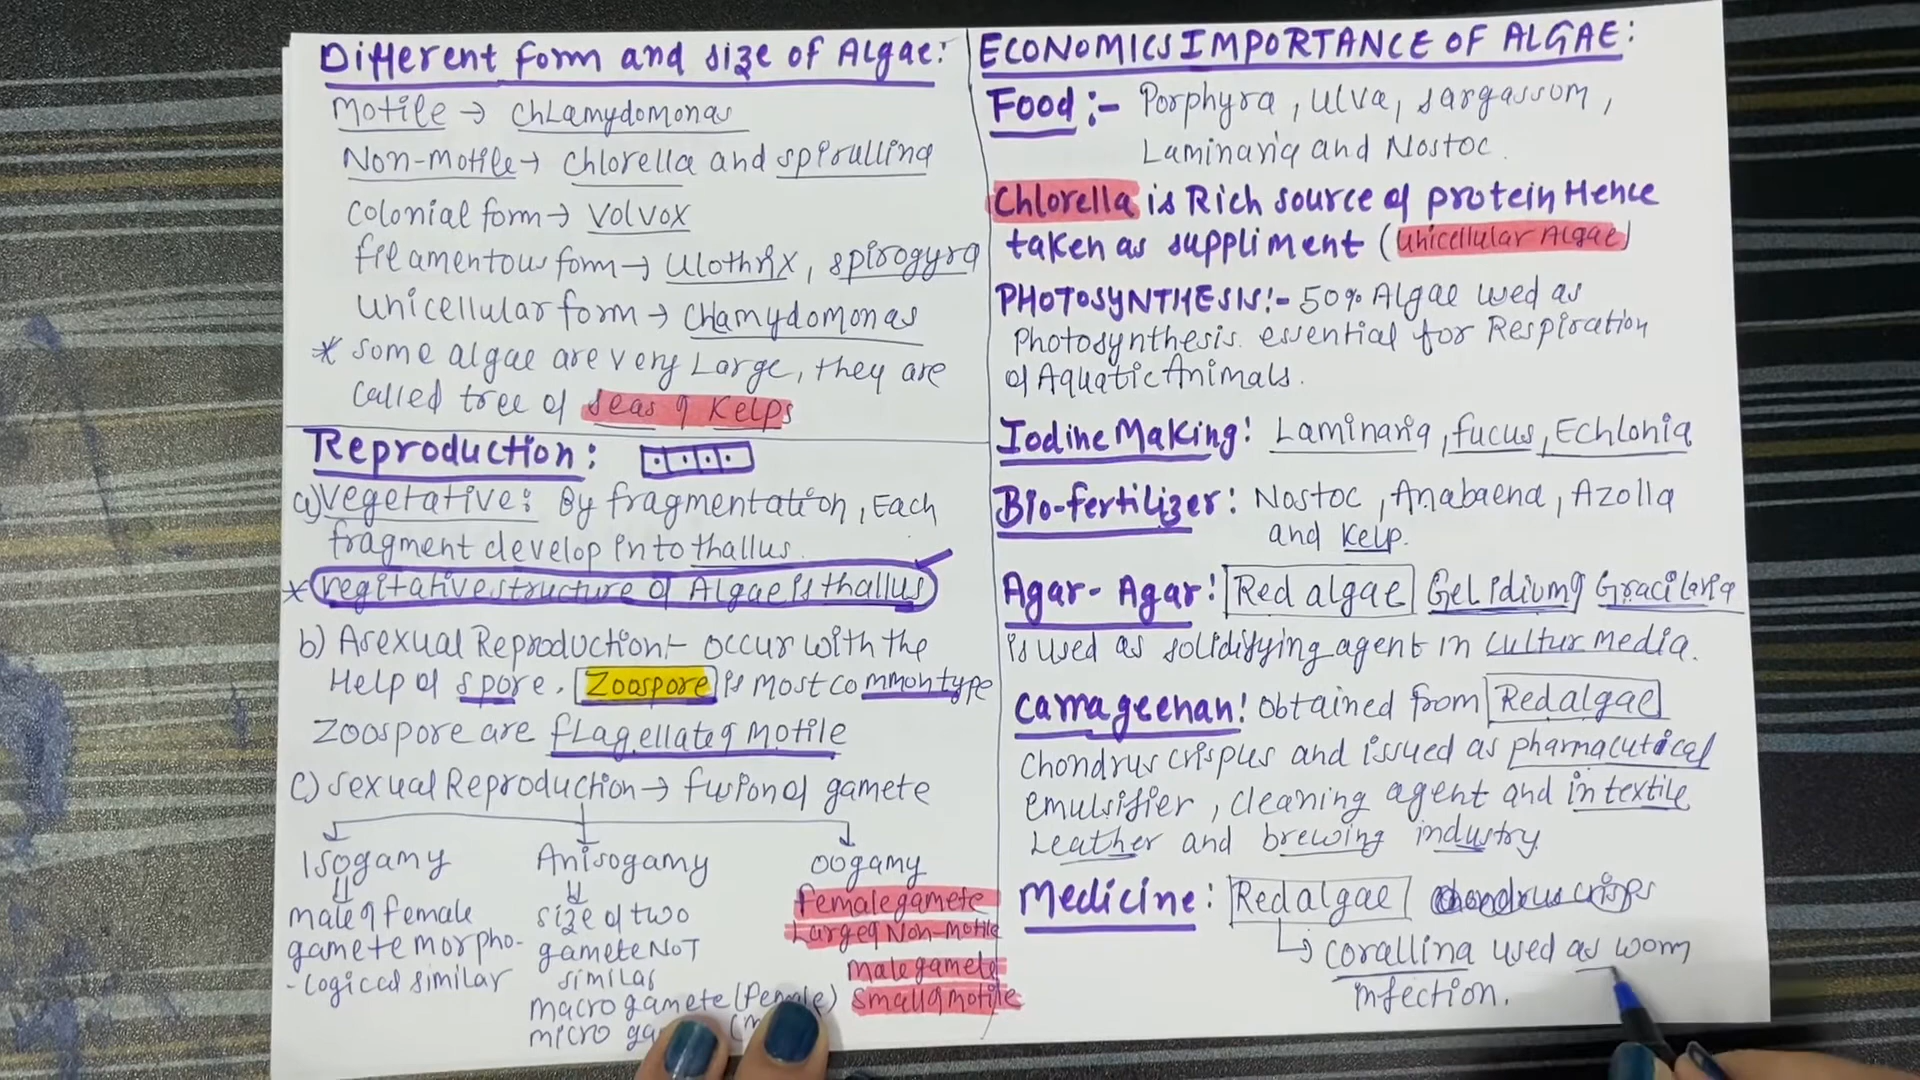 Different form and size of Algae:
Motile → Chlamydomonas
Non-motile → Chlorella and spirullina
Colonial form → Volvox
filamentous form → Ulothrix, spirogyra
Unicellular form → Chamydomonas
* Some algae are very Large, they are
Called tree of Seas & Kelps
Reproduction:
a) Vegetative: By fragmentation, Each
fragment develop into thallus.
* vegitative structure of Algae is thallus
b) Asexual Reproduction:- occur with the
Help of spore. Zoospore is most common type
Zoospore are flagellate & motile
c) Sexual Reproduction → fusion of gamete
Isogamy Anisogamy oogamy
male & female
gamete morpho-
-logical similar
size of two
gamete NOT
similar
macro gamete (female)
micro
Female gamete
Large & Non-motile
Male gamete
Small & motile
ECONOMICS IMPORTANCE OF ALGAE:
Food:- Porphyra, Ulva, Sargassum,
Laminaria and Nostoc.
Chlorella is Rich source of protein Hence
taken as suppliment (Unicellular Algae)
PHOTOSYNTHESIS:- 50% Algae used as
Photosynthesis. essential for Respiration
of Aquatic Animals.
Iodine Making: Laminaria, fucus, Echlonia
Bio-fertilizer: Nostoc, Anabaena, Azolla
and Kelp.
Agar-Agar: Red algae Gelidium & Gracilaria
is used as solidifying agent in cultur media.
Carrageenan: Obtained from Red algae
Chondrus crispus and issued as pharmacutical
emulsifier, cleaning agent and in textile
Leather and brewing industry
Medicine: Red algae
↳ Corallina used as worm
infection.